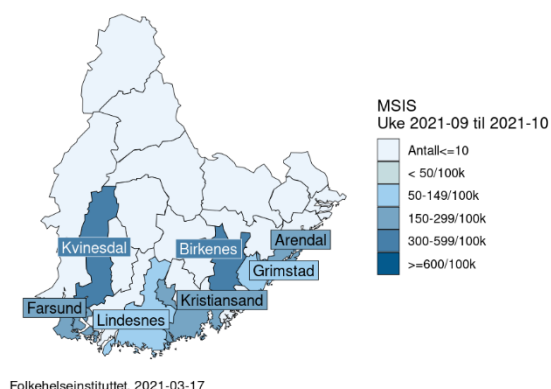 MSIS
Uke 2021-09 til 2021-10
Antall<=10
< 50/100k
50-149/100k
150-299/100k
300-599/100k
>=600/100k
Kvinesdal
Birkenes
Arendal
Grimstad
Farsund
Kristiansand
Lindesnes
Folkehelseinstituttet, 2021-03-17